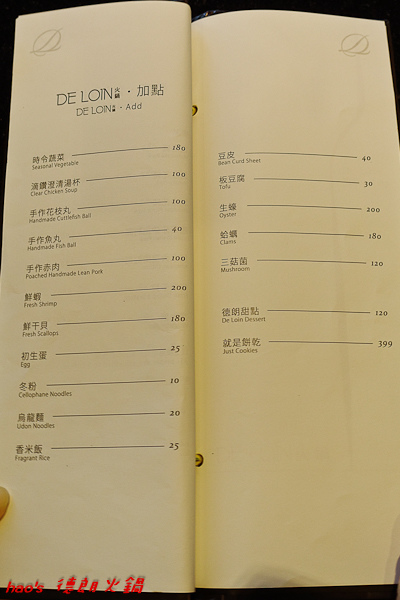 DE LOIN 火鍋 · 加點
DE LOIN 火鍋 · Add
時令蔬菜 180
Seasonal Vegetable
滴鑽澄清湯杯 100
Clear Chicken Soup
手作花枝丸 100
Handmade Cuttlefish Ball
手作魚丸 40
Handmade Fish Ball
手作赤肉 100
Poached Handmade Lean Pork
鮮蝦 200
Fresh Shrimp
鮮干貝 180
Fresh Scallops
初生蛋 25
Egg
冬粉 10
Cellophane Noodles
烏龍麵 20
Udon Noodles
香米飯 25
Fragrant Rice
豆皮 40
Bean Curd Sheet
板豆腐 30
Tofu
生蠔 200
Oyster
蛤蠣 180
Clams
三菇菌 120
Mushroom
德朗甜點 120
De Loin Dessert
就是餅乾 399
Just Cookies
hao's 德朗火鍋